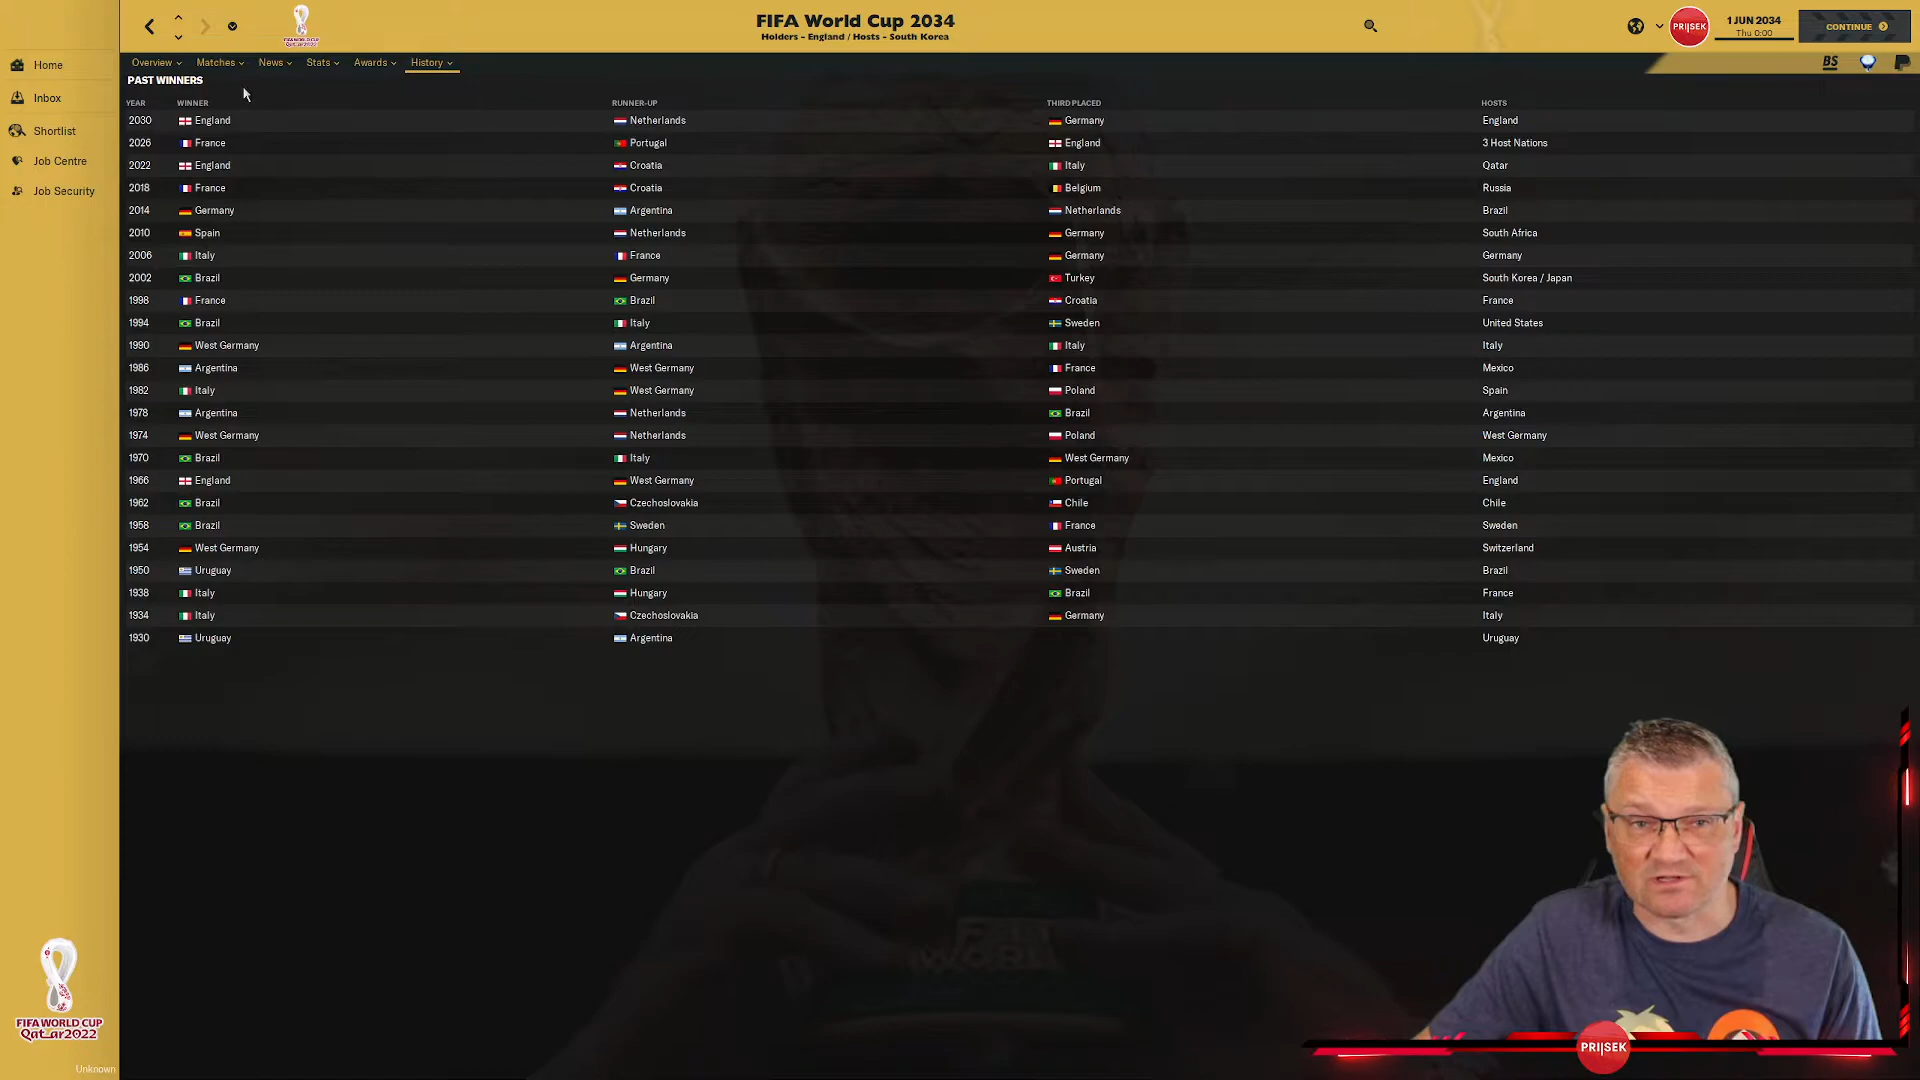 FIFA World Cup 2034
Holders - England / Hosts - South Korea
PRIISEK
1 JUN 2034
Thu 0:00
CONTINUE
Home
Inbox
Shortlist
Job Centre
Job Security
Overview Matches News Stats Awards History
BS
PAST WINNERS
YEAR WINNER RUNNER-UP THIRD PLACED HOSTS
2030 England Netherlands Germany England
2026 France Portugal England 3 Host Nations
2022 England Croatia Italy Qatar
2018 France Croatia Belgium Russia
2014 Germany Argentina Netherlands Brazil
2010 Spain Netherlands Germany South Africa
2006 Italy France Germany Germany
2002 Brazil Germany Turkey South Korea / Japan
1998 France Brazil Croatia France
1994 Brazil Italy Sweden United States
1990 West Germany Argentina Italy Italy
1986 Argentina West Germany France Mexico
1982 Italy West Germany Poland Spain
1978 Argentina Netherlands Brazil Argentina
1974 West Germany Netherlands Poland West Germany
1970 Brazil Italy West Germany Mexico
1966 England West Germany Portugal England
1962 Brazil Czechoslovakia Chile Chile
1958 Brazil Sweden France Sweden
1954 West Germany Hungary Austria Switzerland
1950 Uruguay Brazil Sweden Brazil
1938 Italy Hungary Brazil France
1934 Italy Czechoslovakia Germany Italy
1930 Uruguay Argentina Uruguay
FIFA WORLD CUP
Qatar2022
Unknown
PRIISEK